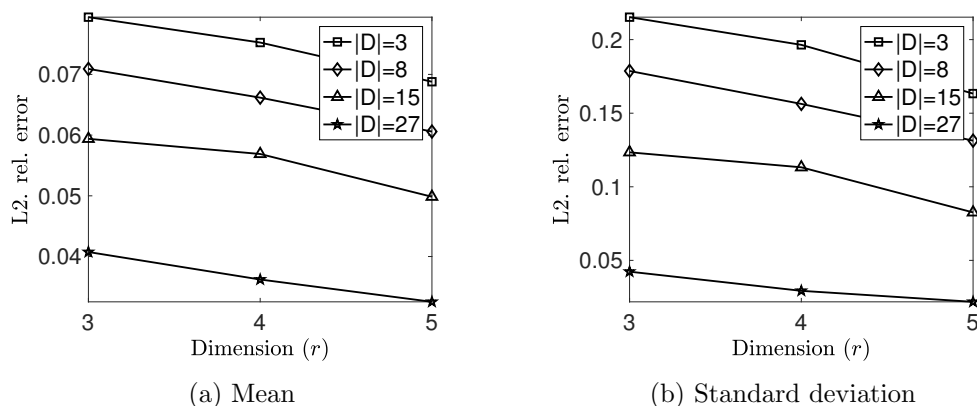 |D|=3
|D|=8
|D|=15
|D|=27
0.07
0.06
0.05
0.04
L2. rel. error
3
4
5
Dimension (r)
(a) Mean
|D|=3
|D|=8
|D|=15
|D|=27
0.2
0.15
0.1
0.05
L2. rel. error
3
4
5
Dimension (r)
(b) Standard deviation